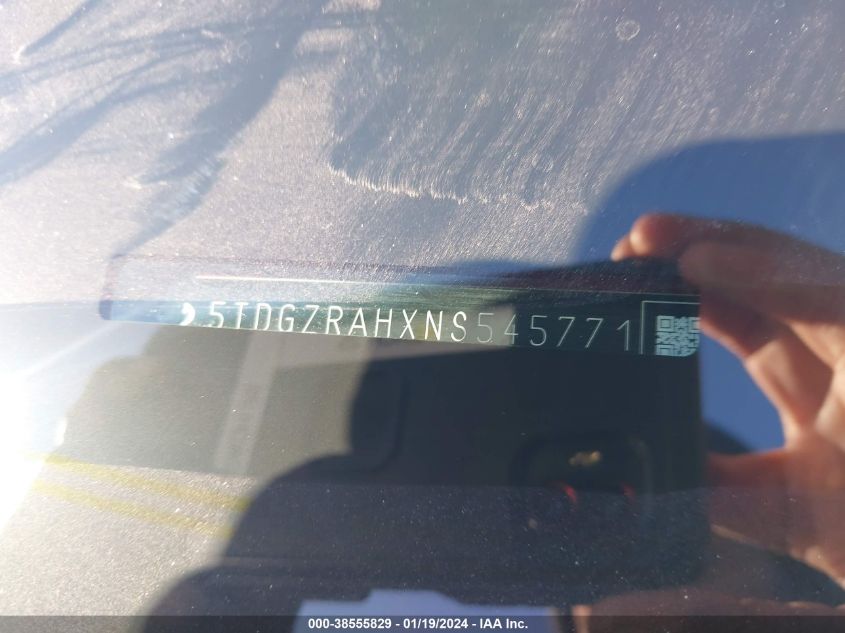 5TDGZRAHXNS545771
000-38555829 - 01/19/2024 - IAA Inc.